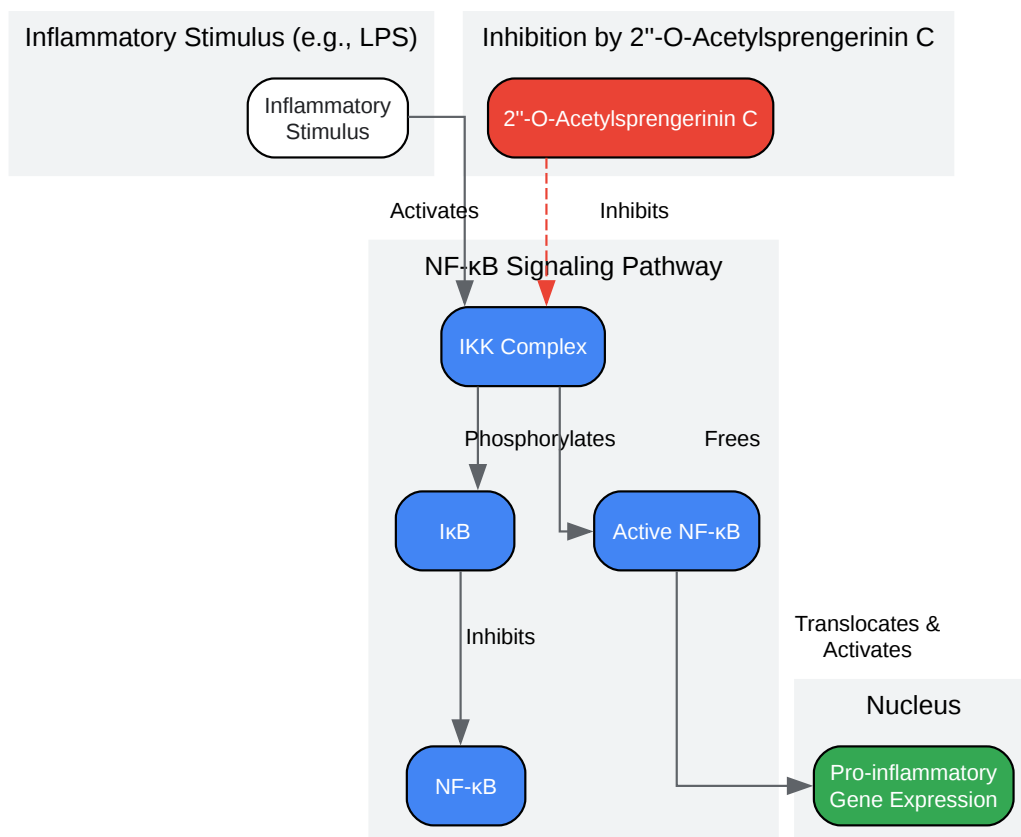 Inflammatory Stimulus (e.g., LPS)
Inhibition by 2"-O-Acetylsprengerinin C
Inflammatory
Stimulus
2"-O-Acetylsprengerinin C
Activates
Inhibits
NF-κB Signaling Pathway
IKK Complex
Phosphorylates
Frees
IκB
Active NF-κB
Inhibits
Translocates &
Activates
Nucleus
NF-κB
Pro-inflammatory
Gene Expression